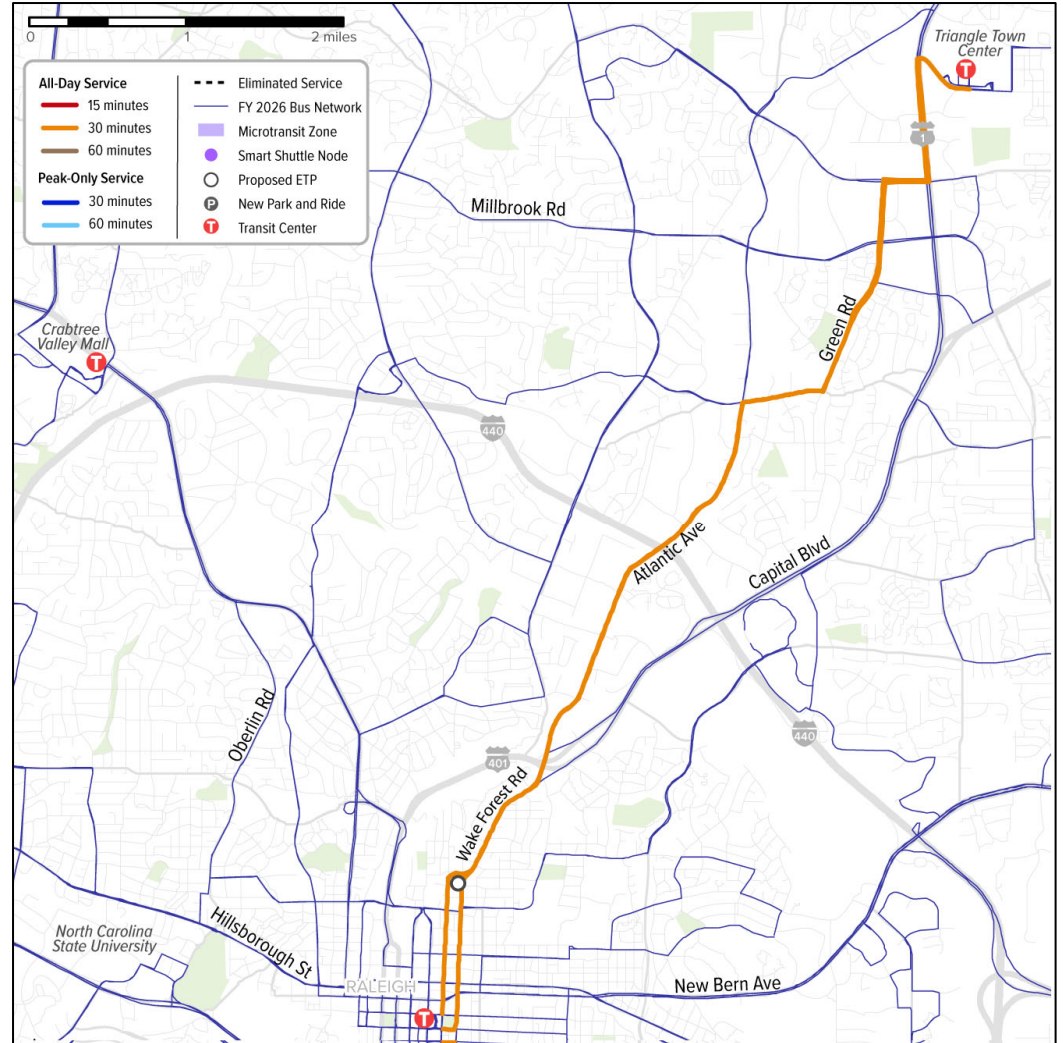 0 1 2 miles
All-Day Service
15 minutes
30 minutes
60 minutes
Peak-Only Service
30 minutes
60 minutes
Eliminated Service
FY 2026 Bus Network
Microtransit Zone
Smart Shuttle Node
Proposed ETP
P New Park and Ride
T Transit Center
Triangle Town
Center
T
1
Millbrook Rd
Crabtree
Valley Mall
T
Green Rd
440
Atlantic Ave
Capital Blvd
Oberlin Rd
440
401
Wake Forest Rd
North Carolina
State University
Hillsborough St
RALEIGH
New Bern Ave
T